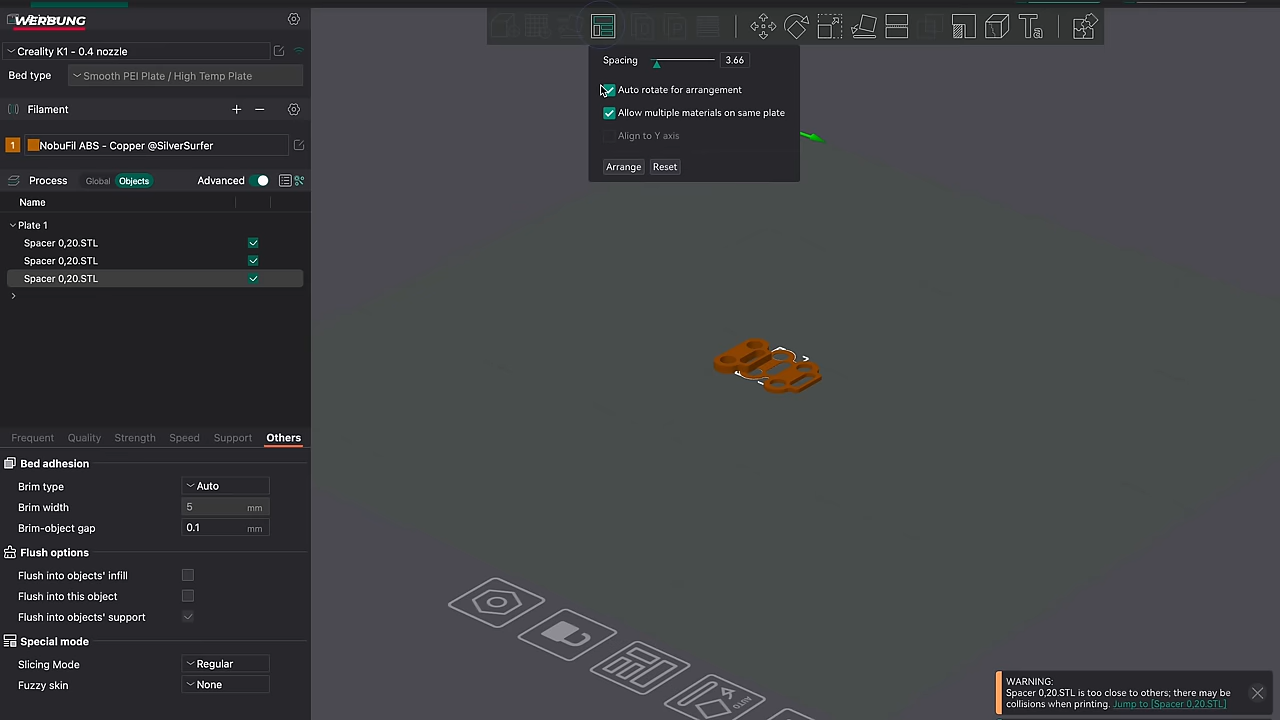 WERBUNG
Creality K1 - 0.4 nozzle
Bed type
Smooth PEI Plate / High Temp Plate
Filament
1
NobuFil ABS - Copper @SilverSurfer
Process
Global
Objects
Advanced
Name
Plate 1
Spacer 0,20.STL
Spacer 0,20.STL
Spacer 0,20.STL
Frequent
Quality
Strength
Speed
Support
Others
Bed adhesion
Brim type
Auto
Brim width
5
mm
Brim-object gap
0.1
mm
Flush options
Flush into objects' infill
Flush into this object
Flush into objects' support
Special mode
Slicing Mode
Regular
Fuzzy skin
None
Spacing
3.66
Auto rotate for arrangement
Allow multiple materials on same plate
Align to Y axis
Arrange
Reset
AUTO
WARNING:
Spacer 0,20.STL is too close to others; there may be
collisions when printing. Jump to [Spacer 0,20.STL]